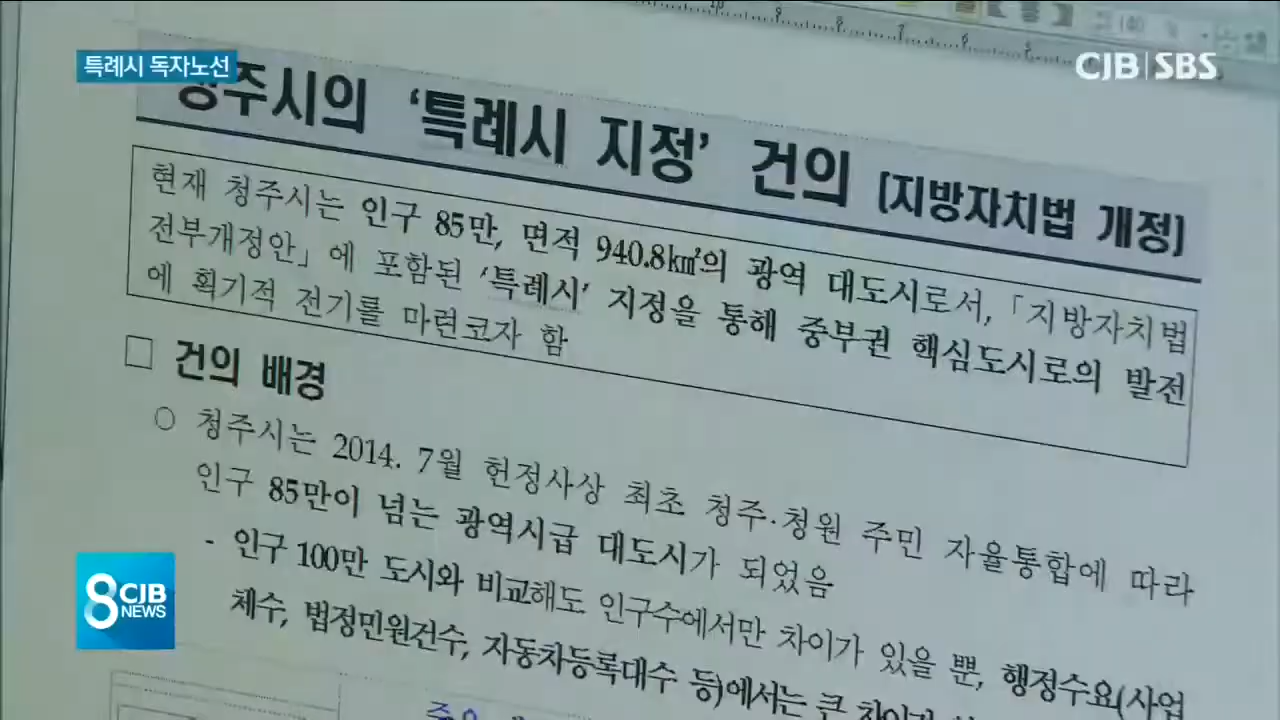 특례시 독자노선
CJB SBS
청주시의 '특례시 지정' 건의 [지방자치법 개정]
현재 청주시는 인구 85만, 면적 940.8㎢의 광역 대도시로서, 「지방자치법
전부개정안」에 포함된 '특례시' 지정을 통해 중부권 핵심도시로의 발전
에 획기적 전기를 마련코자 함
□ 건의 배경
○ 청주시는 2014. 7월 헌정사상 최초 청주·청원 주민 자율통합에 따라
인구 85만이 넘는 광역시급 대도시가 되었음
- 인구 100만 도시와 비교해도 인구수에서만 차이가 있을 뿐, 행정수요(사업
체수, 법정민원건수, 자동차등록대수 등)에서는 큰 차이가
8 CJB
NEWS